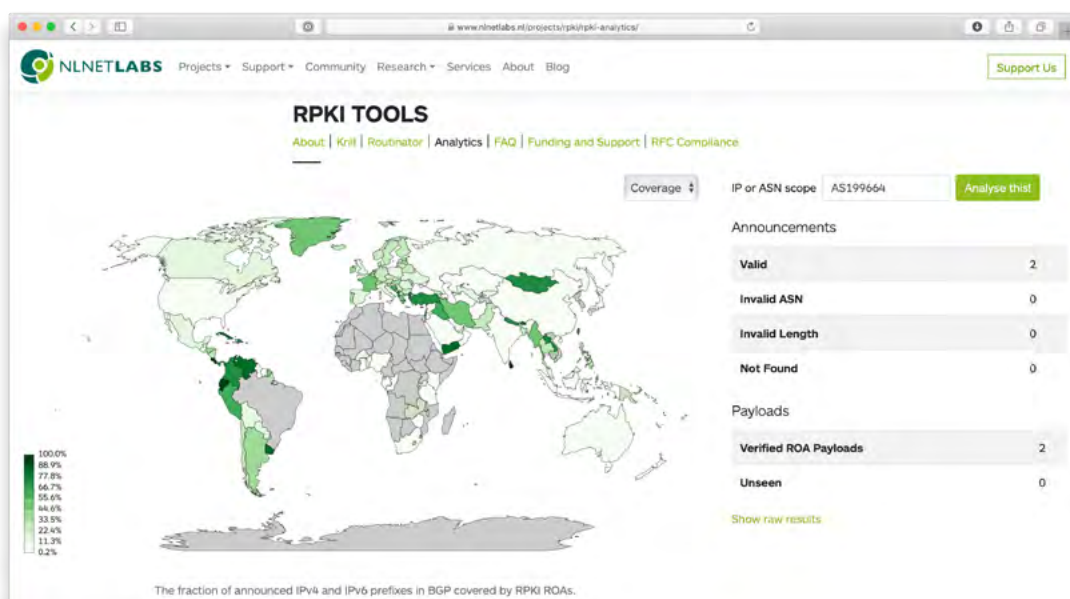 www.nlnetlabs.nl/projects/rpki/rpki-analytics/
NLNETLABS Projects Support Community Research Services About Blog Support Us
RPKI TOOLS
About | Krill | Routinator | Analytics | FAQ | Funding and Support | RFC Compliance
Coverage IP or ASN scope AS199664 Analyse this!
Announcements
Valid 2
Invalid ASN 0
Invalid Length 0
Not Found 0
Payloads
Verified ROA Payloads 2
Unseen 0
Show raw results
100.0%
88.9%
77.8%
66.7%
55.6%
44.6%
33.5%
22.4%
11.3%
0.2%
The fraction of announced IPv4 and IPv6 prefixes in BGP covered by RPKI ROAs.